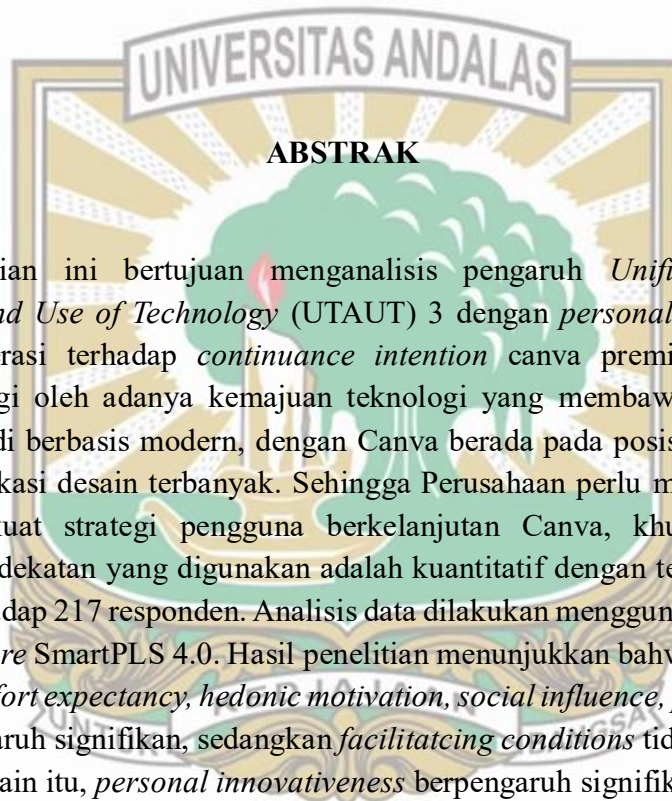 UNIVERSITAS ANDALAS
ABSTRAK
ian ini bertujuan menganalisis pengaruh Unifi
nd Use of Technology (UTAUT) 3 dengan personal
erasi terhadap continuance intention canva premi
gi oleh adanya kemajuan teknologi yang membaw
di berbasis modern, dengan Canva berada pada posis
ikasi desain terbanyak. Sehingga Perusahaan perlu m
kuat strategi pengguna berkelanjutan Canva, khu
dekatan yang digunakan adalah kuantitatif dengan te
adap 217 responden. Analisis data dilakukan menggun
re SmartPLS 4.0. Hasil penelitian menunjukkan bahv
fort expectancy, hedonic motivation, social influence,
aruh signifikan, sedangkan facilitatcing conditions tid
ain itu, personal innovativeness berpengaruh signifik